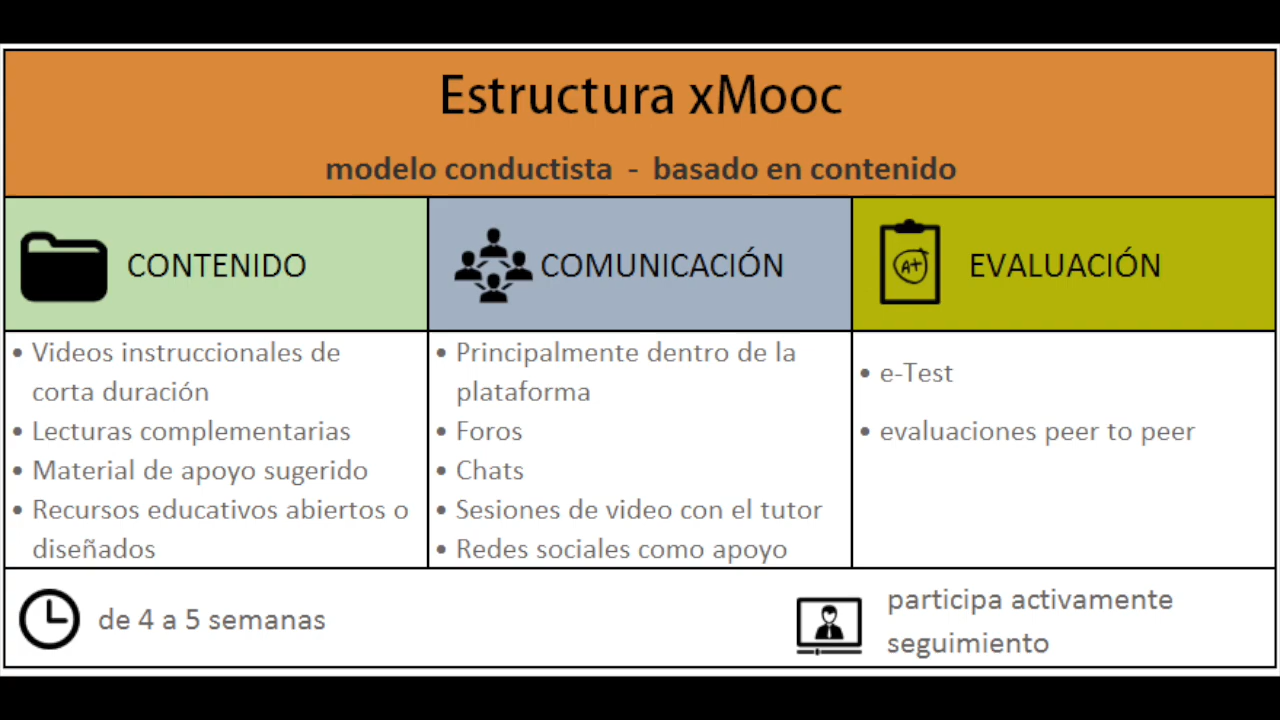 Estructura xMooc
modelo conductista - basado en contenido
CONTENIDO
COMUNICACIÓN
A+
EVALUACIÓN
• Videos instruccionales de
corta duración
• Lecturas complementarias
• Material de apoyo sugerido
• Recursos educativos abiertos o
diseñados
• Principalmente dentro de la
plataforma
• Foros
• Chats
• Sesiones de video con el tutor
• Redes sociales como apoyo
• e-Test
• evaluaciones peer to peer
de 4 a 5 semanas
participa activamente
seguimiento